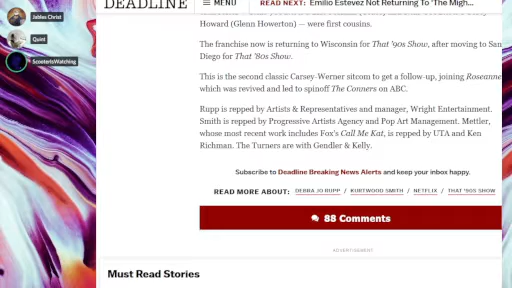 DEADLINE
MENU
READ NEXT: Emilio Estevez Not Returning To 'The Migh...
Jables Christ
Quint
ScooterIsWatching
Howard (Glenn Howerton) — were first cousins.
The franchise now is returning to Wisconsin for That '90s Show, after moving to San
Diego for That '80s Show.
This is the second classic Carsey-Werner sitcom to get a follow-up, joining Roseanne
which was revived and led to spinoff The Conners on ABC.
Rupp is repped by Artists & Representatives and manager, Wright Entertainment.
Smith is repped by Progressive Artists Agency and Pop Art Management. Mettler,
whose most recent work includes Fox's Call Me Kat, is repped by UTA and Ken
Richman. The Turners are with Gendler & Kelly.
Subscribe to Deadline Breaking News Alerts and keep your inbox happy.
READ MORE ABOUT: DEBRA JO RUPP / KURTWOOD SMITH / NETFLIX / THAT '90S SHOW
88 Comments
ADVERTISEMENT
Must Read Stories